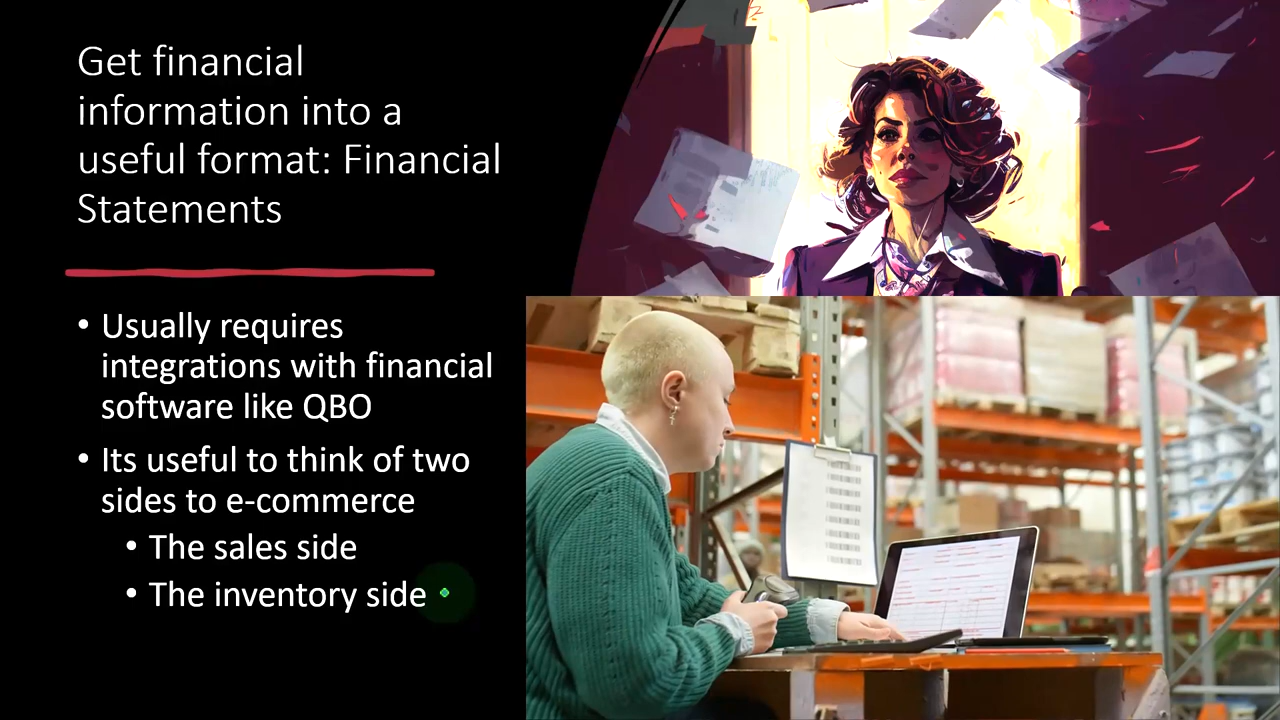 Get financial
information into a
useful format: Financial
Statements
• Usually requires
integrations with financial
software like QBO
• Its useful to think of two
sides to e-commerce
• The sales side
• The inventory side